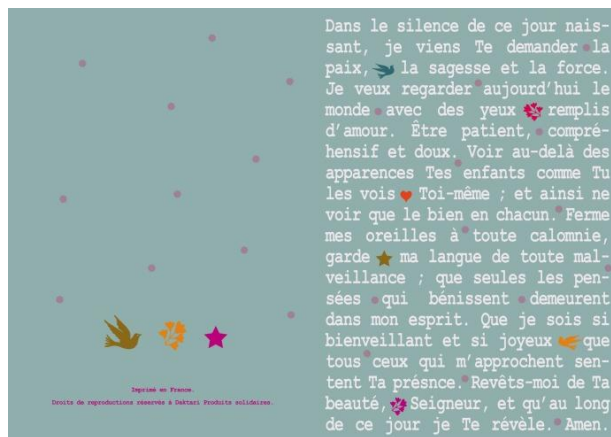 Dans le silence de ce jour nais-
sant, je viens Te demander la
paix, la sagesse et la force.
Je veux regarder aujourd'hui le
monde avec des yeux remplis
d'amour. Être patient, compré-
hensif et doux. Voir au-delà des
apparences Tes enfants comme Tu
les vois Toi-même ; et ainsi ne
voir que le bien en chacun. Ferme
mes oreilles à toute calomnie,
garde ma langue de toute mal-
veillance ; que seules les pen-
sées qui bénissent demeurent
dans mon esprit. Que je sois si
bienveillant et si joyeux que
tous ceux qui m'approchent sen-
tent Ta présnce. Revêts-moi de Ta
beauté, Seigneur, et qu'au long
de ce jour je Te révèle. Amen.
Imprimé en France.
Droits de reproductions réservés à Daktaci Produits solidaires.